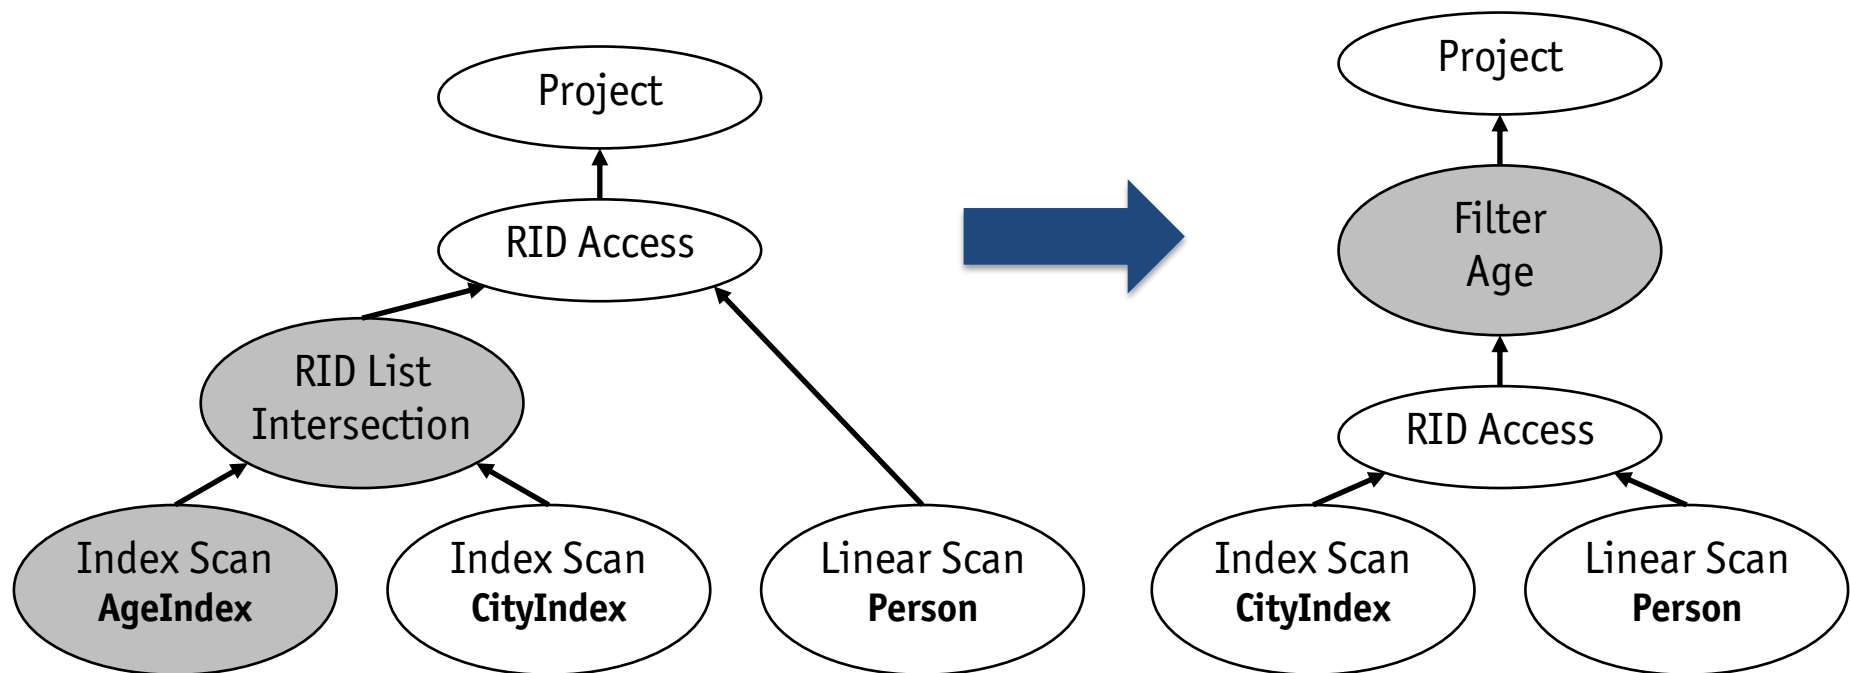 Project
RID Access
RID List
Intersection
Index Scan
AgeIndex
Index Scan
CityIndex
Linear Scan
Person
Project
Filter
Age
RID Access
Index Scan
CityIndex
Linear Scan
Person